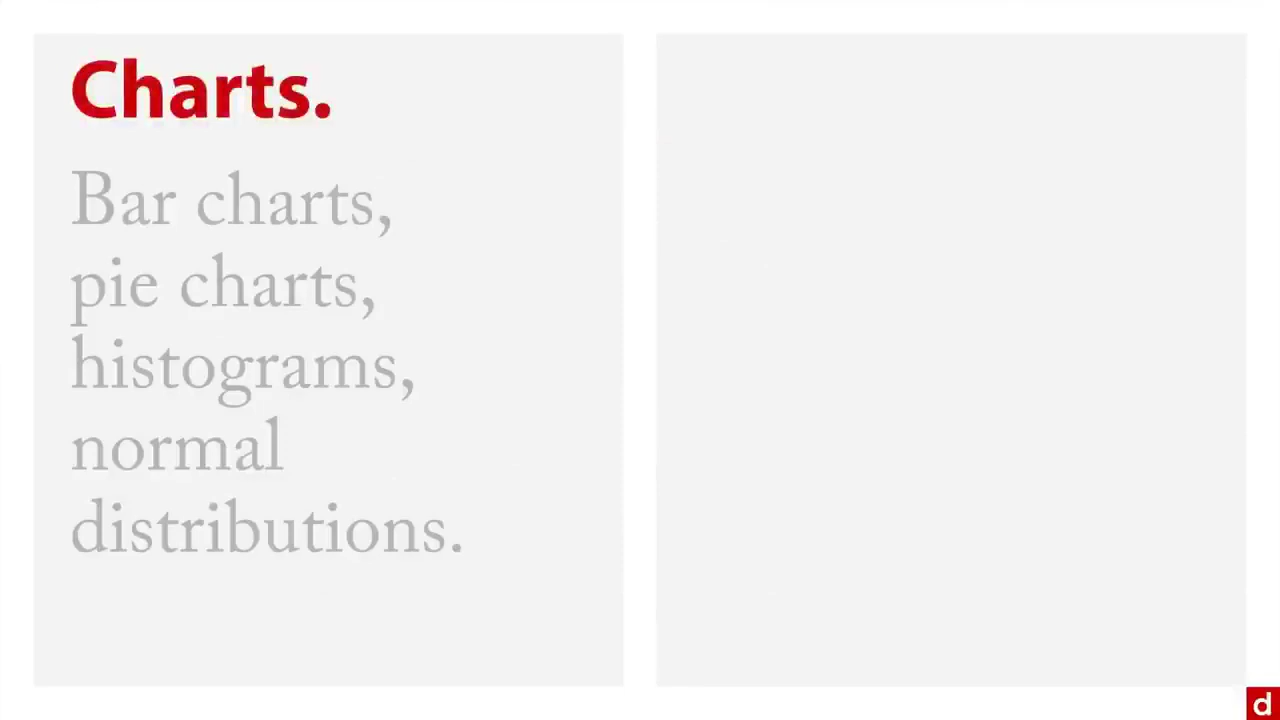 Charts.
Bar charts,
pie charts,
histograms,
normal
distributions.
d